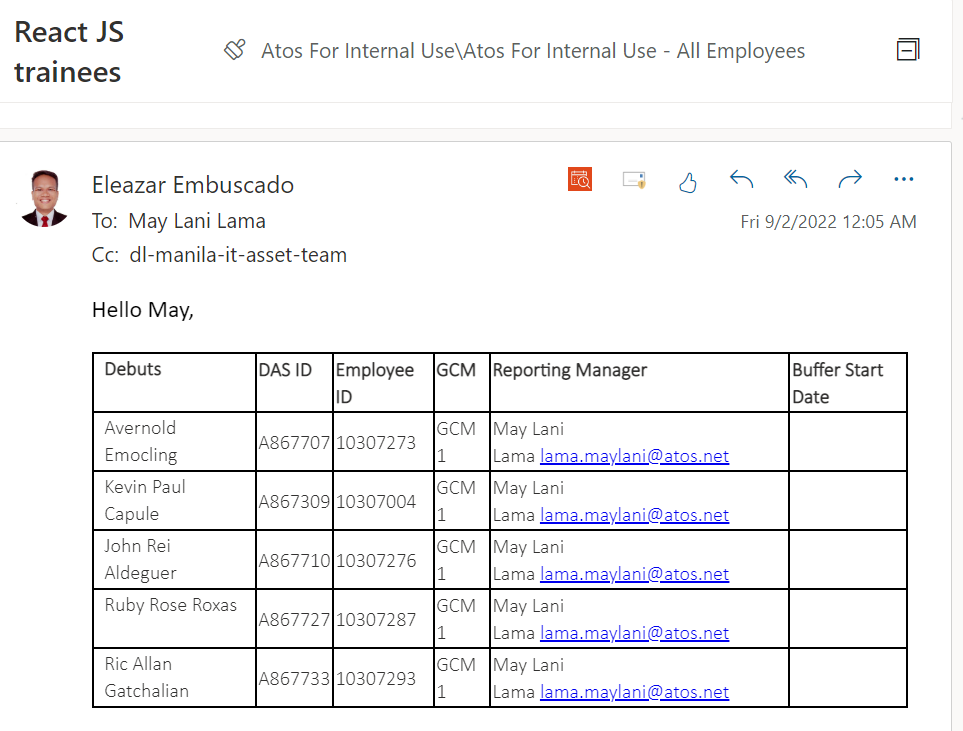 React JS
trainees
Atos For Internal Use\Atos For Internal Use - All Employees
Eleazar Embuscado
To: May Lani Lama
Cc: dl-manila-it-asset-team
Fri 9/2/2022 12:05 AM
Hello May,
Debuts DAS ID Employee ID GCM Reporting Manager Buffer Start Date
Avernold Emocling A867707 10307273 GCM 1 May Lani Lama lama.maylani@atos.net
Kevin Paul Capule A867309 10307004 GCM 1 May Lani Lama lama.maylani@atos.net
John Rei Aldeguer A867710 10307276 GCM 1 May Lani Lama lama.maylani@atos.net
Ruby Rose Roxas A867727 10307287 GCM 1 May Lani Lama lama.maylani@atos.net
Ric Allan Gatchalian A867733 10307293 GCM 1 May Lani Lama lama.maylani@atos.net